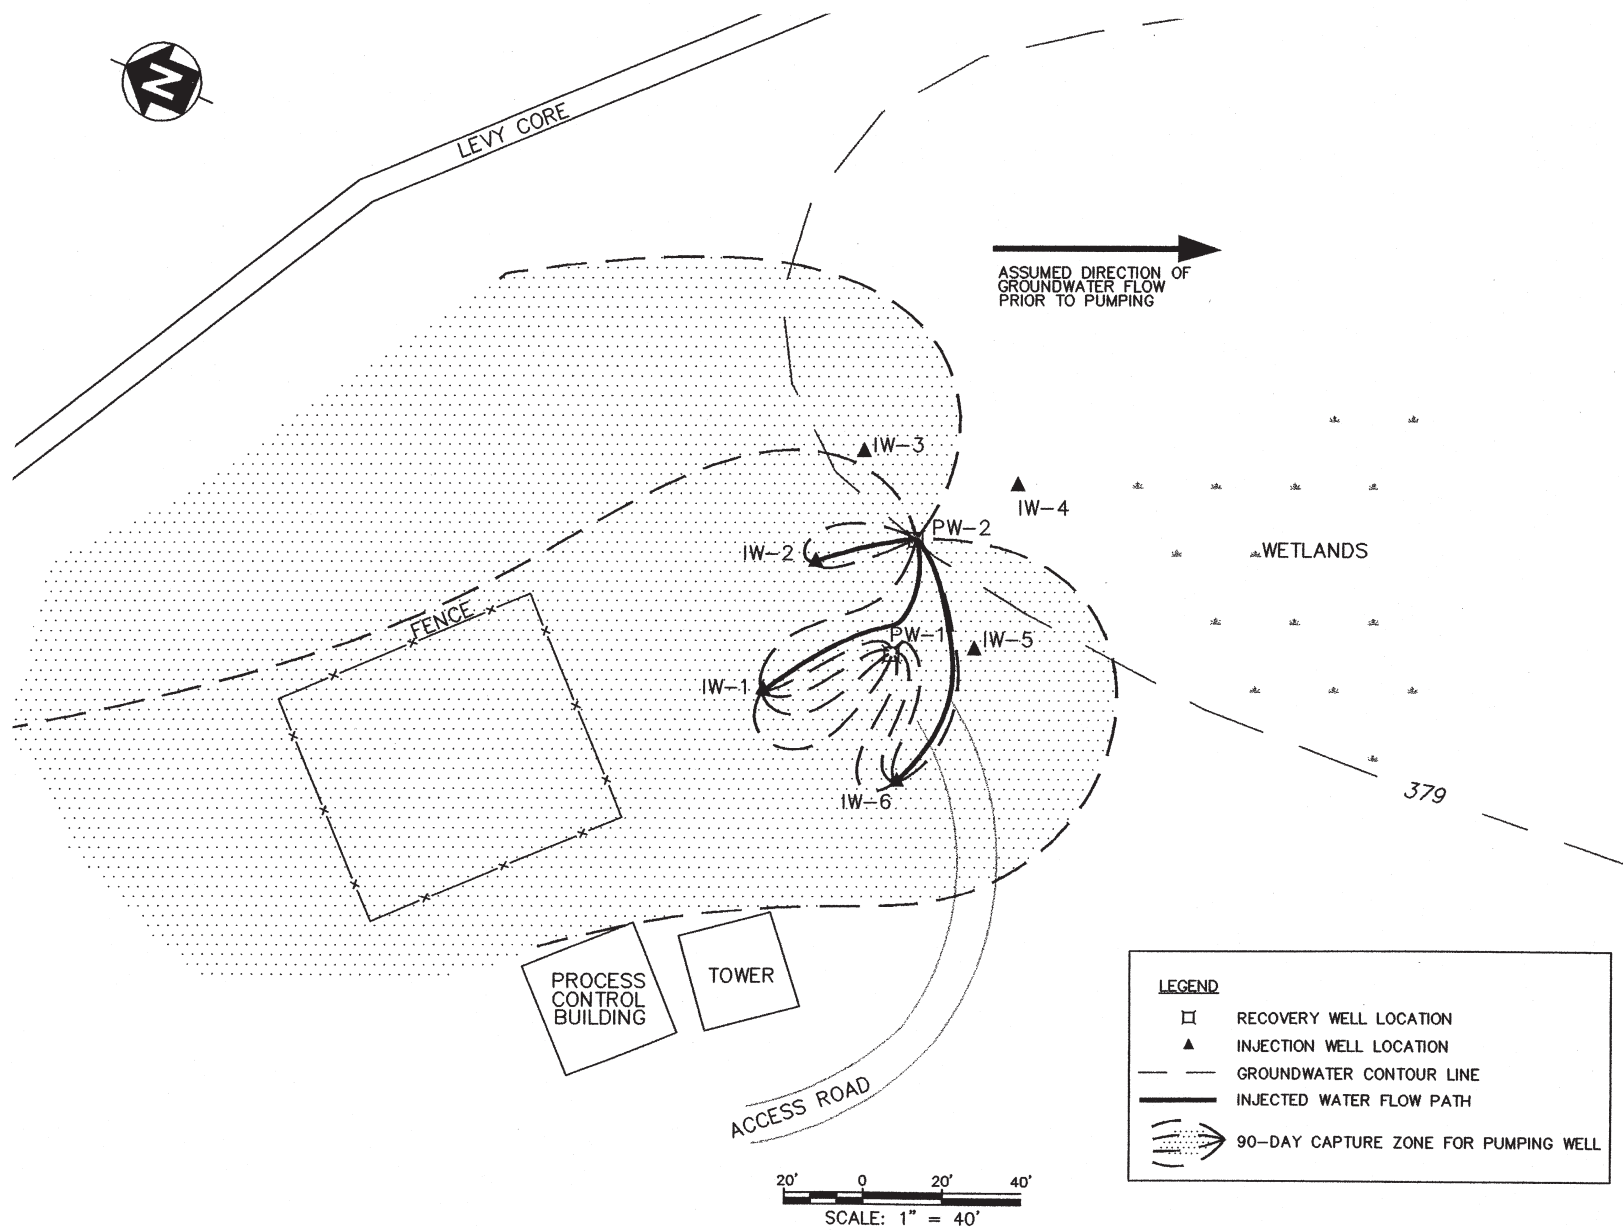 N
LEVY CORE
ASSUMED DIRECTION OF
GROUNDWATER FLOW
PRIOR TO PUMPING
IW-3
IW-4
PW-2
IW-2
WETLANDS
FENCE
PW-1
IW-5
IW-1
379
IW-6
PROCESS
CONTROL
BUILDING
TOWER
ACCESS ROAD
LEGEND
RECOVERY WELL LOCATION
INJECTION WELL LOCATION
GROUNDWATER CONTOUR LINE
INJECTED WATER FLOW PATH
90-DAY CAPTURE ZONE FOR PUMPING WELL
20' 0 20' 40'
SCALE: 1" = 40'